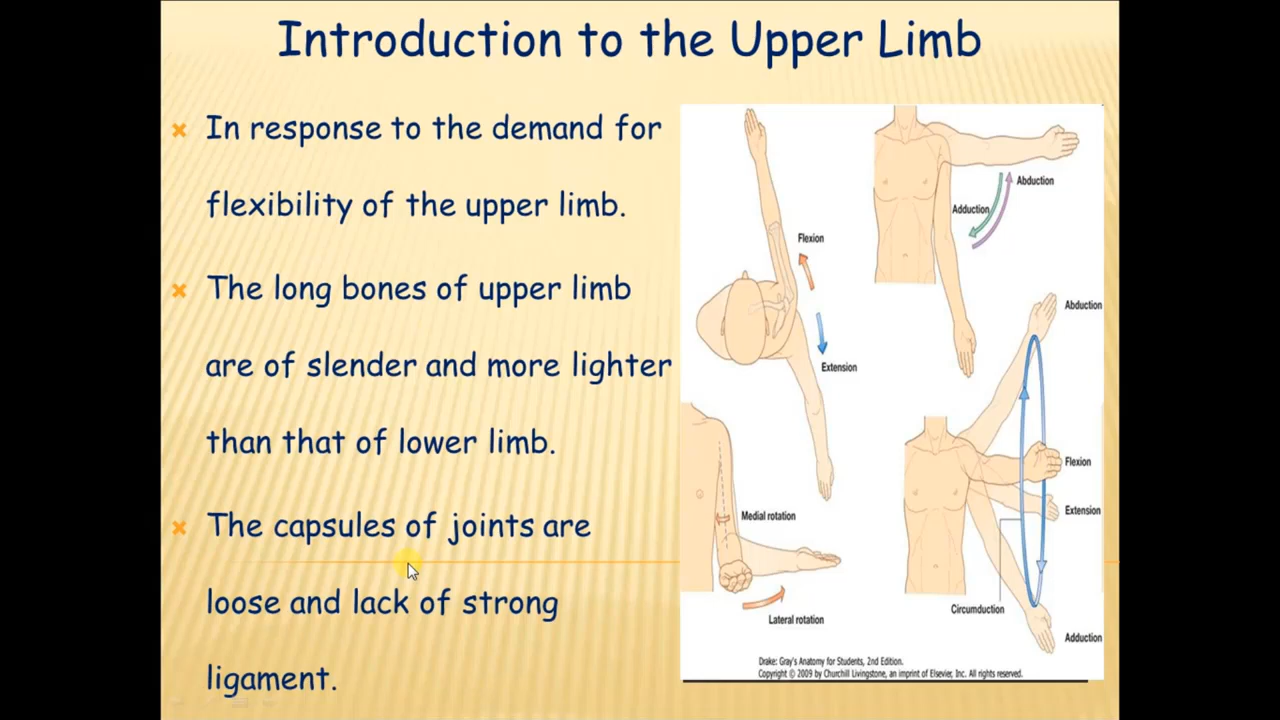 Introduction to the Upper Limb
In response to the demand for
flexibility of the upper limb.
The long bones of upper limb
are of slender and more lighter
than that of lower limb.
The capsules of joints are
loose and lack of strong
ligament.
Flexion
Extension
Abduction
Adduction
Medial rotation
Lateral rotation
Abduction
Flexion
Extension
Circumduction
Adduction
Drake: Gray's Anatomy for Students, 2nd Edition.
Copyright © 2009 by Churchill Livingstone, an imprint of Elsevier, Inc. All rights reserved.